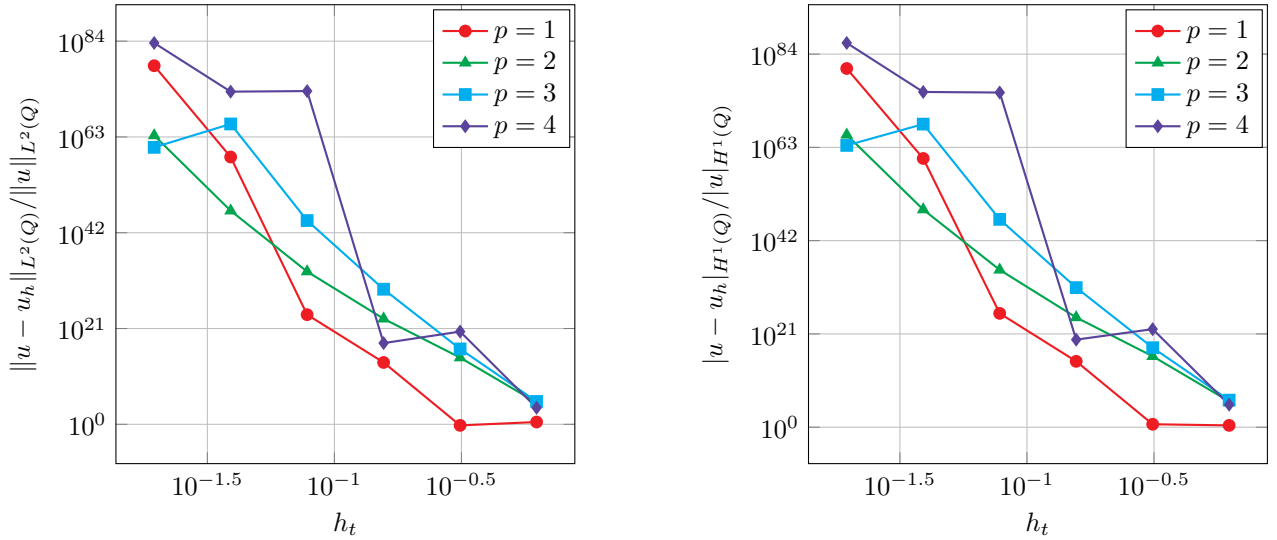 10^84
10^63
10^42
10^21
10^0
‖u − u_h‖_{L^2(Q)}/‖u‖_{L^2(Q)}
p = 1
p = 2
p = 3
p = 4
10^−1.5
10^−1
10^−0.5
h_t
10^84
10^63
10^42
10^21
10^0
|u − u_h|_{H^1(Q)}/|u|_{H^1(Q)}
p = 1
p = 2
p = 3
p = 4
10^−1.5
10^−1
10^−0.5
h_t